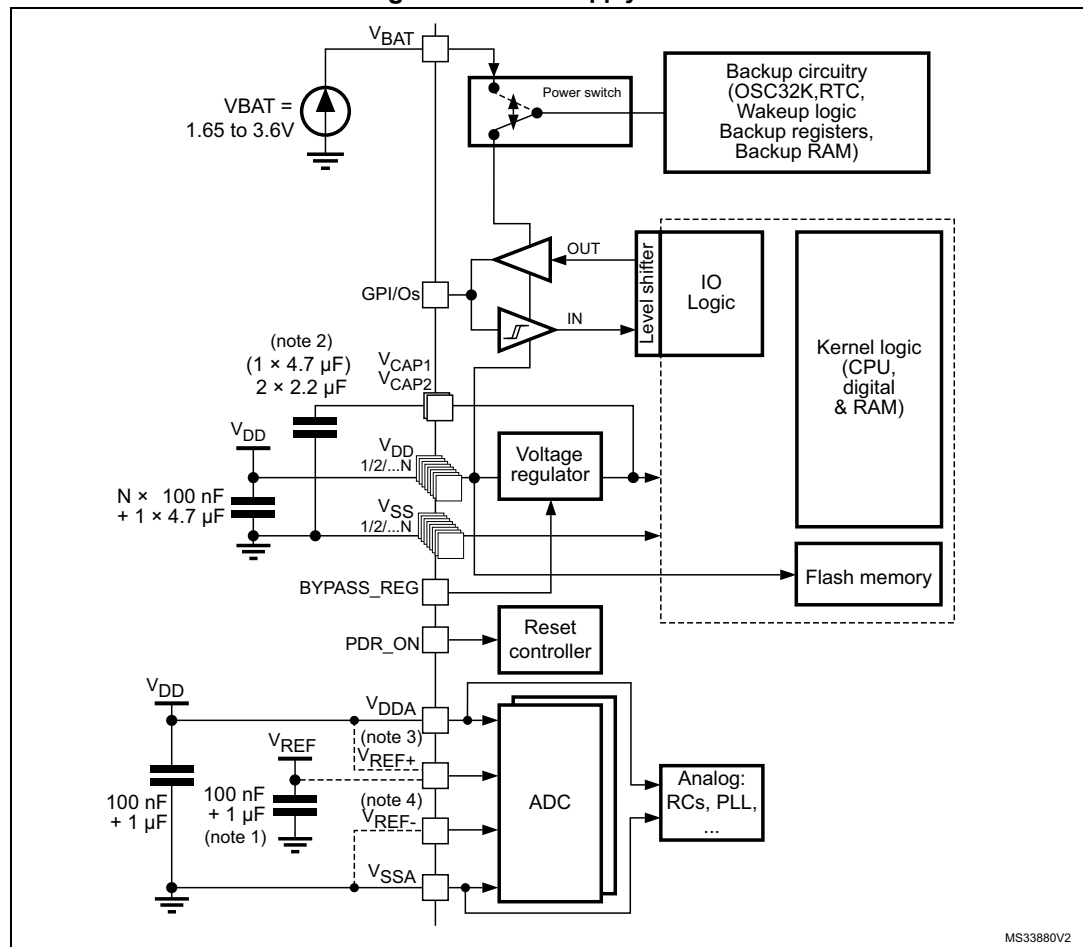 VBAT
VBAT =
1.65 to 3.6V
Power switch
Backup circuitry
(OSC32K,RTC,
Wakeup logic
Backup registers,
Backup RAM)
OUT
GPI/Os
IN
Level shifter
IO
Logic
Kernel logic
(CPU,
digital
& RAM)
(note 2)
(1 × 4.7 µF)
2 × 2.2 µF
VCAP1
VCAP2
VDD
VDD
1/2/...N
Voltage
regulator
N × 100 nF
+ 1 × 4.7 µF
VSS
1/2/...N
Flash memory
BYPASS_REG
PDR_ON
Reset
controller
VDD
VDDA
(note 3)
VREF
VREF+
100 nF
+ 1 µF
100 nF
+ 1 µF
(note 1)
(note 4)
VREF-
ADC
Analog:
RCs, PLL,
...
VSSA
MS33880V2